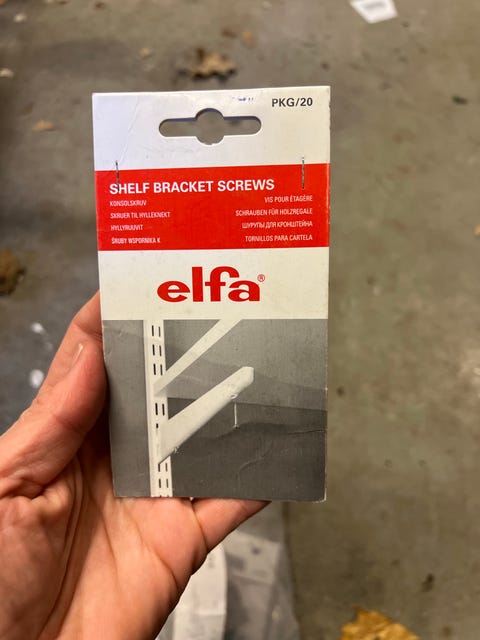 PKG/20
SHELF BRACKET SCREWS
KONSOLSKRUV
SKRUER TIL HYLLEKNEKT
HYLLYRUUVIT
ŚRUBY WSPORNIKA K
VIS POUR ÉTAGÈRE
SCHRAUBEN FÜR HOLZREGALE
ШУРУПЫ ДЛЯ КРОНШТЕЙНА
TORNILLOS PARA CARTELA
elfa®